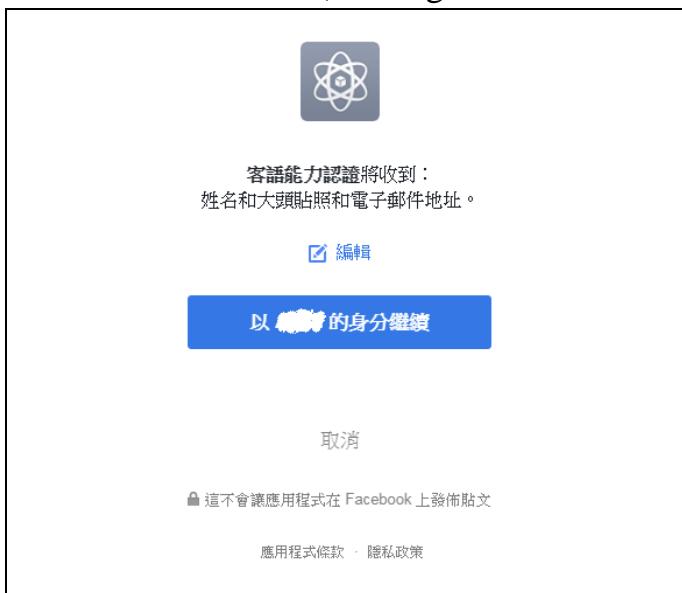 客語能力認證將收到：
姓名和大頭貼照和電子郵件地址。
編輯
以 的身分繼續
取消
這不會讓應用程式在 Facebook 上發佈貼文
應用程式條款 · 隱私政策